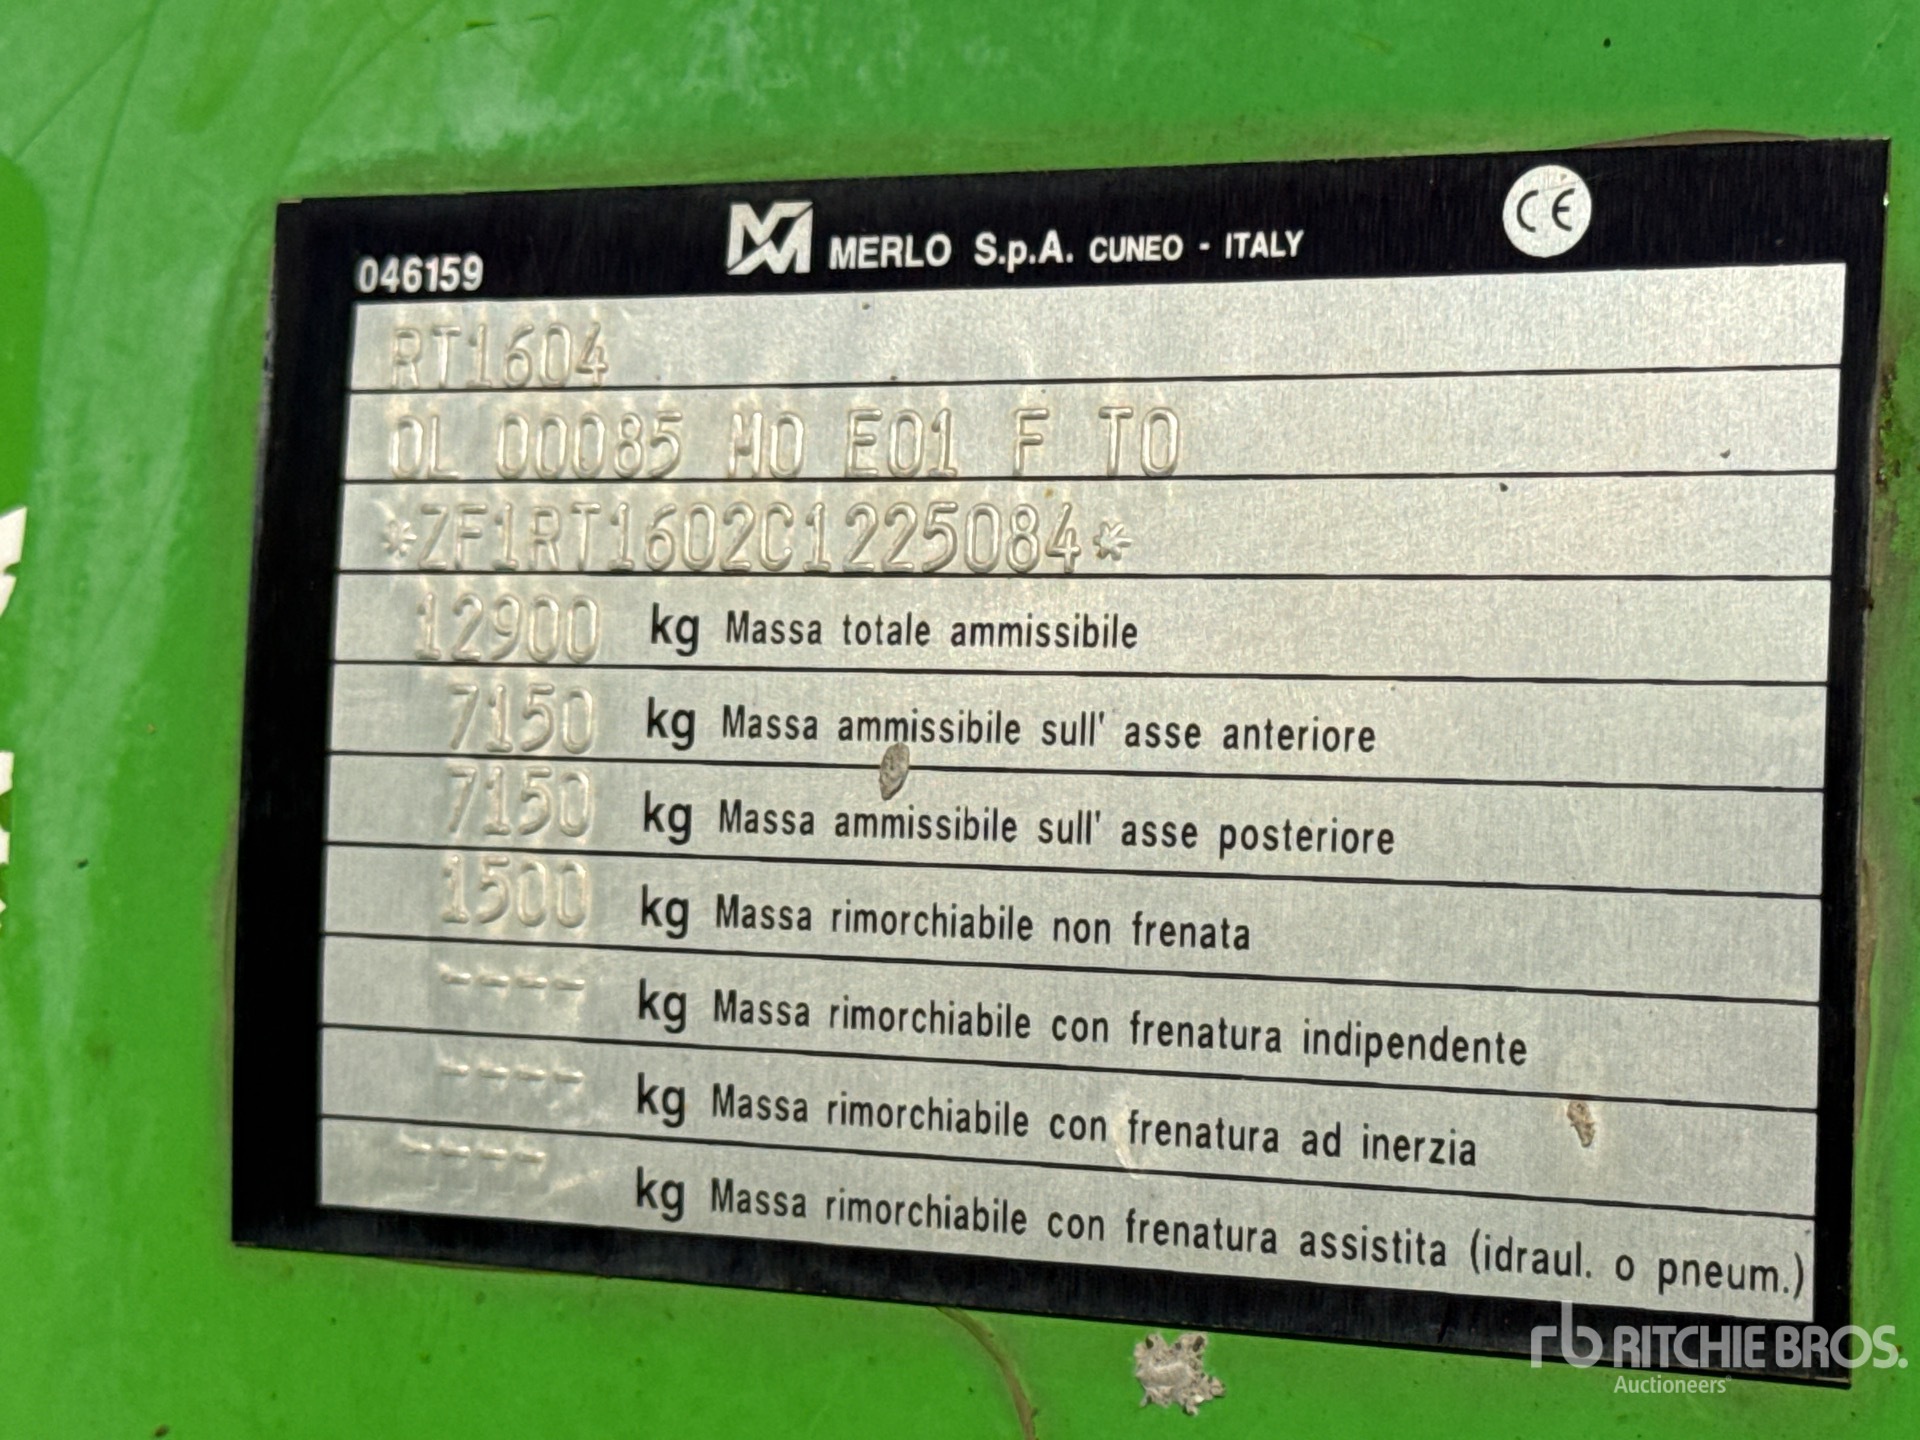 046159 MERLO S.p.A. CUNEO - ITALY CE
RT1604
OL 00085 MO E01 F TO
*ZF1RT1602C1225084*
12900 kg Massa totale ammissibile
7150 kg Massa ammissibile sull' asse anteriore
7150 kg Massa ammissibile sull' asse posteriore
1500 kg Massa rimorchiabile non frenata
---- kg Massa rimorchiabile con frenatura indipendente
---- kg Massa rimorchiabile con frenatura ad inerzia
---- kg Massa rimorchiabile con frenatura assistita (idraul. o pneum.)
rb RITCHIE BROS.
Auctioneers